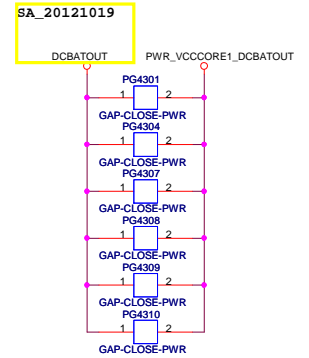 SA_20121019
DCBATOUT PWR_VCCCORE1_DCBATOUT
PG4301
1 2
GAP-CLOSE-PWR
PG4304
1 2
GAP-CLOSE-PWR
PG4307
1 2
GAP-CLOSE-PWR
PG4308
1 2
GAP-CLOSE-PWR
PG4309
1 2
GAP-CLOSE-PWR
PG4310
1 2
GAP-CLOSE-PWR